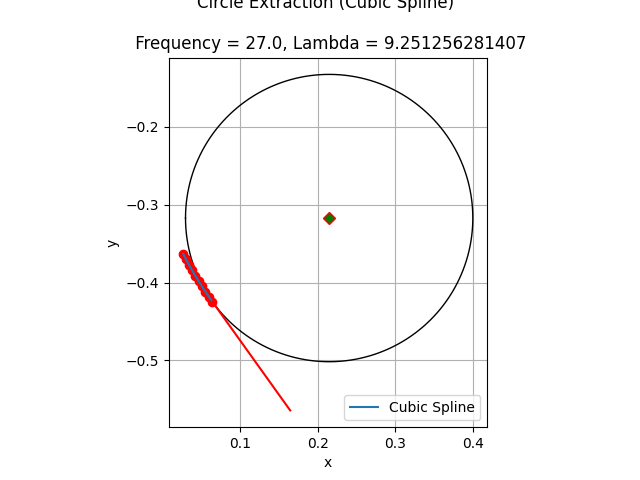 Circle Extraction (Cubic Spline)
Frequency = 27.0, Lambda = 9.251256281407
−0.2
−0.3
−0.4
−0.5
y
Cubic Spline
0.1 0.2 0.3 0.4
x